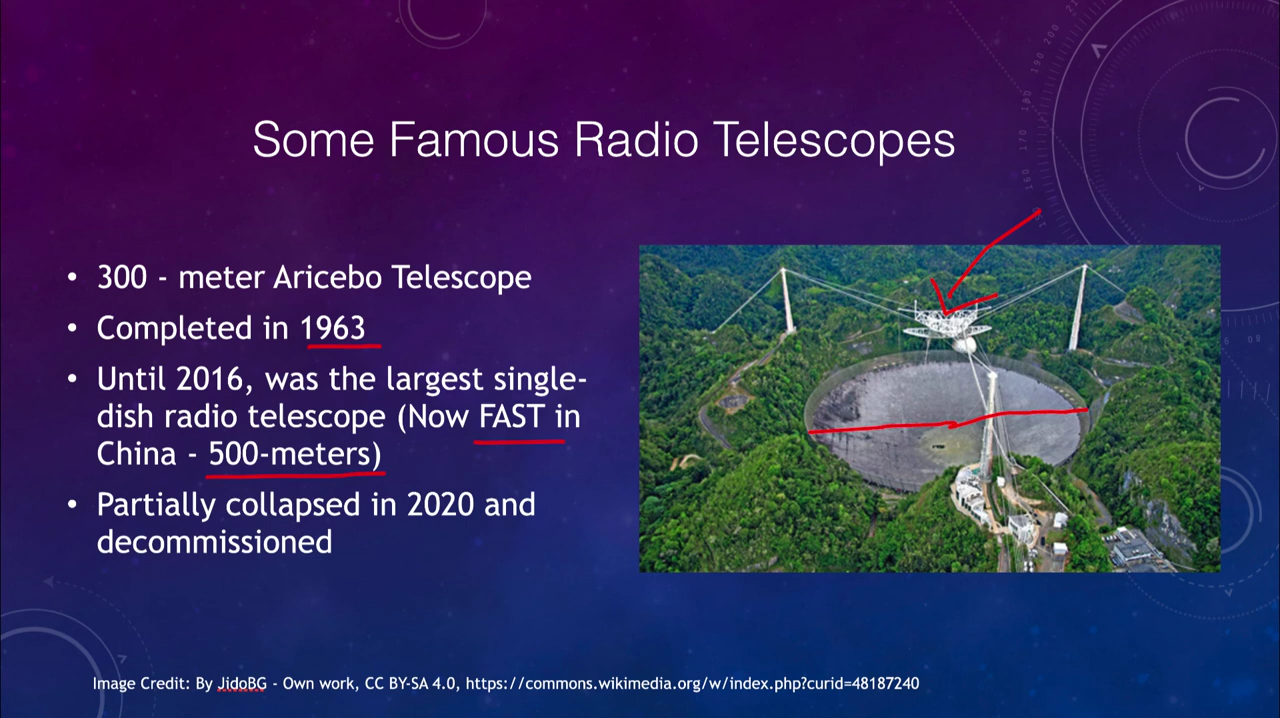 Some Famous Radio Telescopes
• 300 - meter Aricebo Telescope
• Completed in 1963
• Until 2016, was the largest single-
dish radio telescope (Now FAST in
China - 500-meters)
• Partially collapsed in 2020 and
decommissioned
Image Credit: By JidoBG - Own work, CC BY-SA 4.0, https://commons.wikimedia.org/w/index.php?curid=48187240